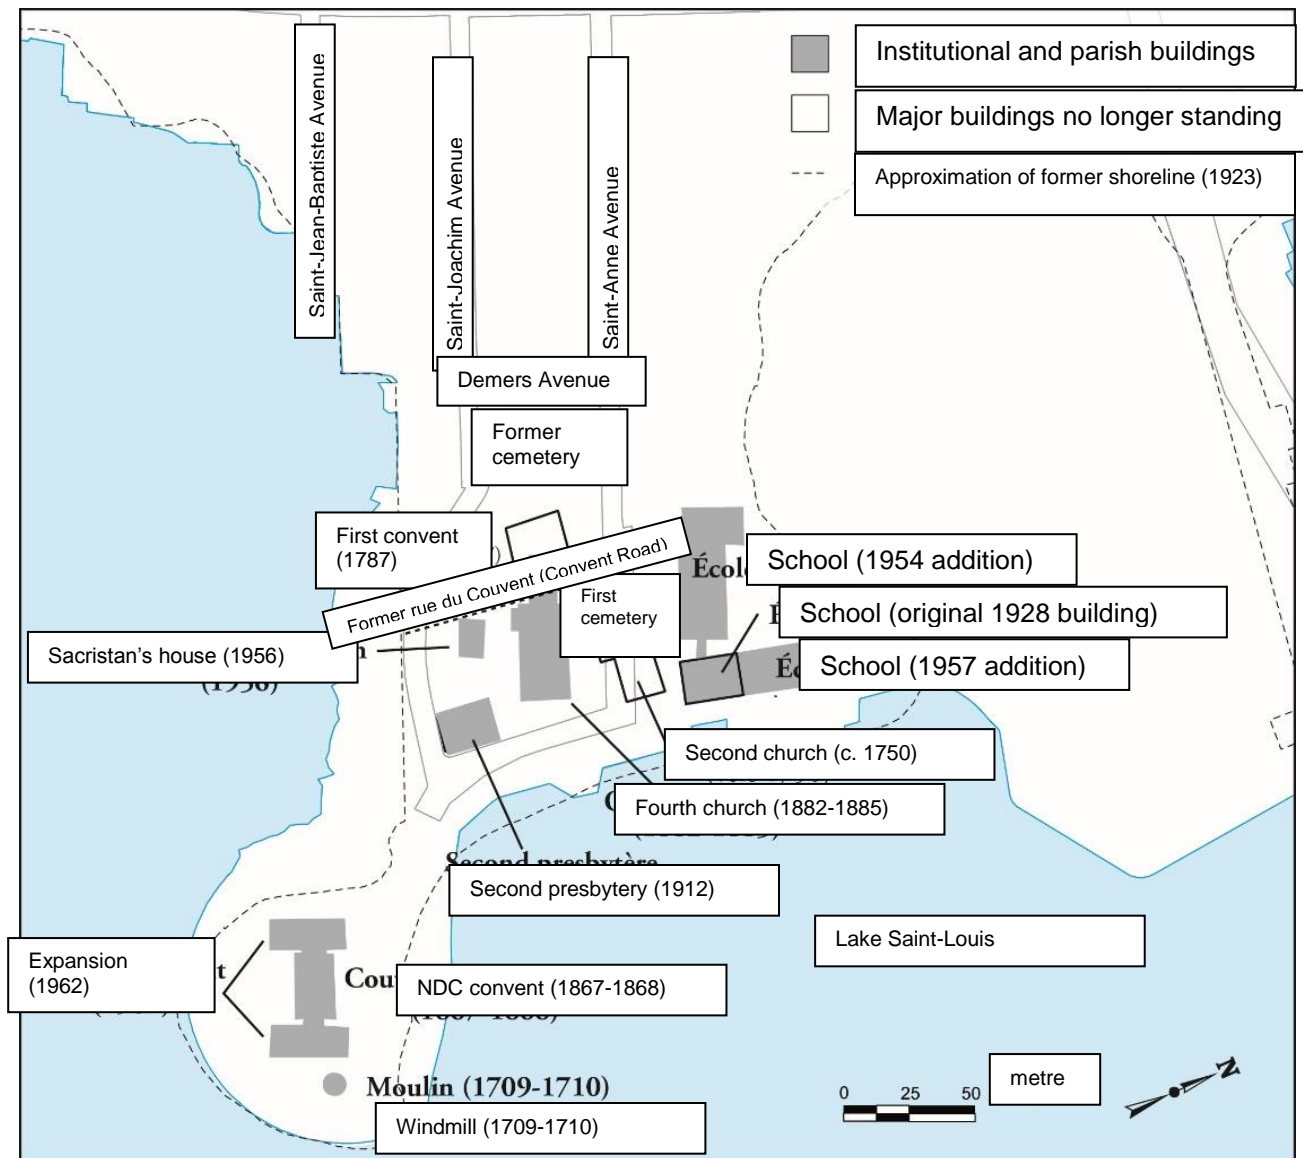 Institutional and parish buildings
Major buildings no longer standing
Approximation of former shoreline (1923)
Saint-Jean-Baptiste Avenue
Saint-Joachim Avenue
Saint-Anne Avenue
Demers Avenue
Former
cemetery
First convent
(1787)
Former rue du Couvent (Convent Road)
First
cemetery
School (1954 addition)
School (original 1928 building)
School (1957 addition)
Sacristan's house (1956)
(1956)
Second church (c. 1750)
Fourth church (1882-1885)
Second presbytère
Second presbytery (1912)
Lake Saint-Louis
Expansion
(1962)
NDC convent (1867-1868)
Moulin (1709-1710)
Windmill (1709-1710)
0 25 50
metre
N